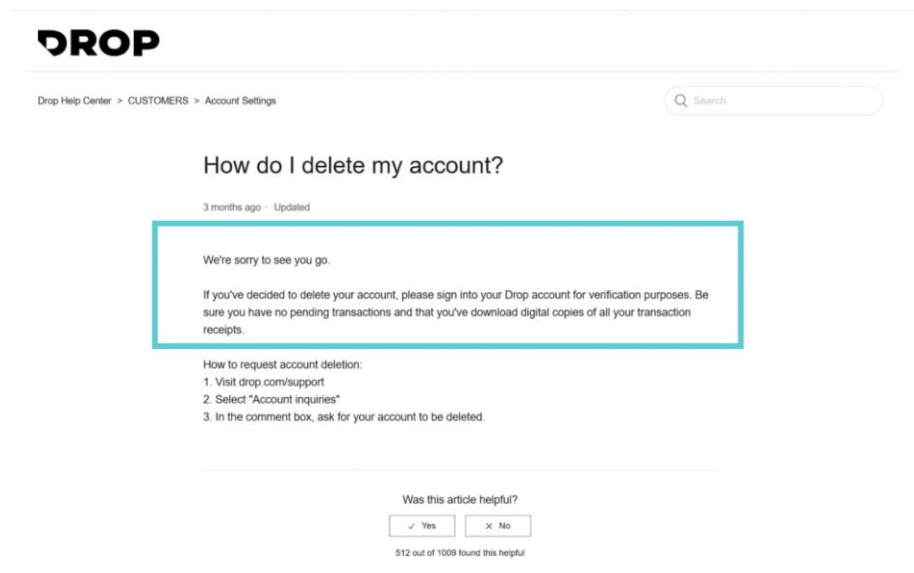 DROP
Drop Help Center > CUSTOMERS > Account Settings
Search
How do I delete my account?
3 months ago · Updated
We're sorry to see you go.
If you've decided to delete your account, please sign into your Drop account for verification purposes. Be
sure you have no pending transactions and that you've download digital copies of all your transaction
receipts.
How to request account deletion:
1. Visit drop.com/support
2. Select "Account inquiries"
3. In the comment box, ask for your account to be deleted.
Was this article helpful?
✓ Yes
× No
512 out of 1009 found this helpful